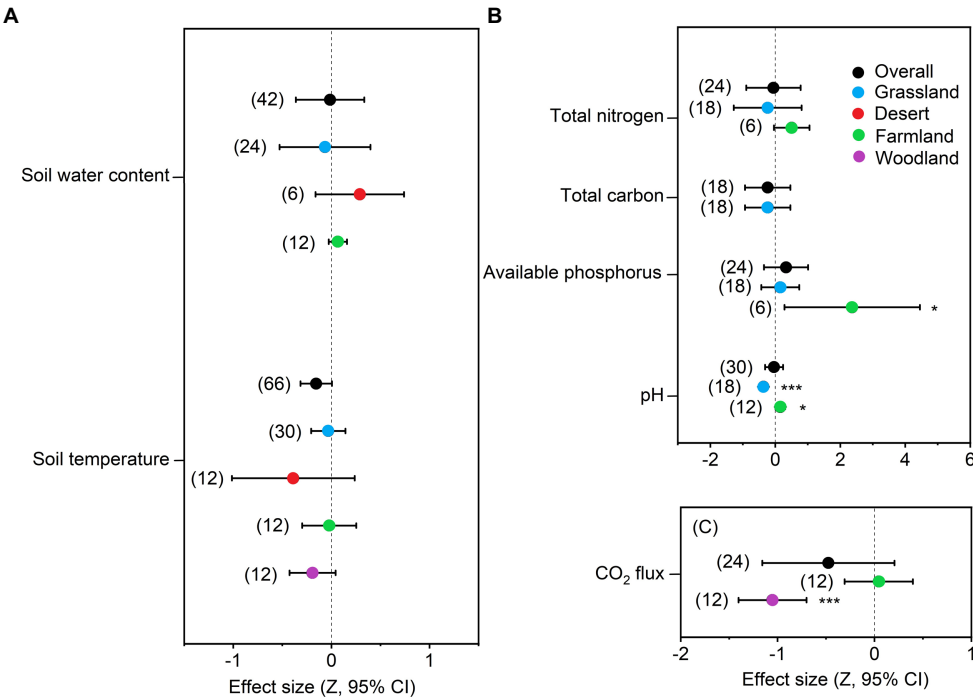 A
(42)
(24)
Soil water content
(6)
(12)
(66)
(30)
Soil temperature
(12)
(12)
(12)
-1 0 1
Effect size (Z, 95% CI)
B
Overall
Grassland
Desert
Farmland
Woodland
(24)
(18)
Total nitrogen
(6)
(18)
Total carbon
(18)
(24)
Available phosphorus
(18)
(6) *
(30)
(18) ***
pH
(12) *
-2 0 2 4 6
(C)
(24)
CO₂ flux
(12)
(12) ***
-2 -1 0 1
Effect size (Z, 95% CI)